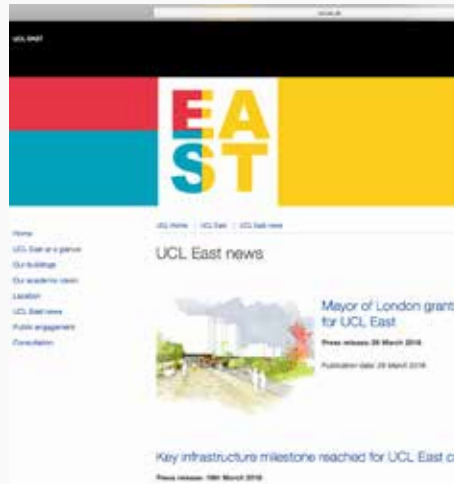 UCL EAST
EA
ST
UCL Home | UCL East | UCL East news
Home
UCL East at a glance
Our buildings
Our academic vision
Location
UCL East news
Public engagement
Consultation
UCL East news
Mayor of London grant
for UCL East
Press release: 29 March 2018
Publication date: 29 March 2018
Key infrastructure milestone reached for UCL East c
Press release: 19th March 2018